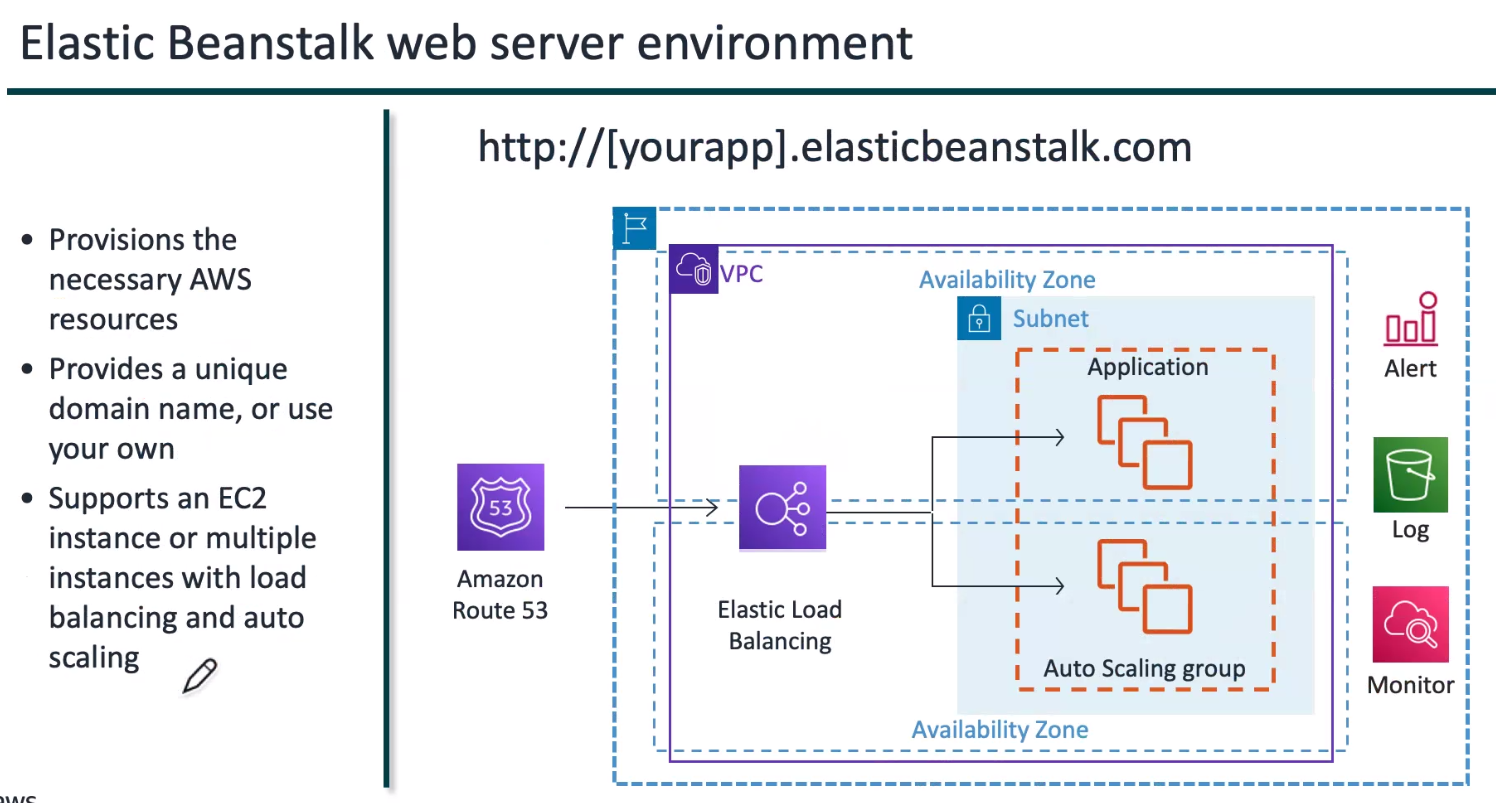 Elastic Beanstalk web server environment
http://[yourapp].elasticbeanstalk.com
• Provisions the
necessary AWS
resources
• Provides a unique
domain name, or use
your own
• Supports an EC2
instance or multiple
instances with load
balancing and auto
scaling
53
Amazon
Route 53
VPC
Availability Zone
Subnet
Application
Elastic Load
Balancing
Auto Scaling group
Availability Zone
Alert
Log
Monitor
aws